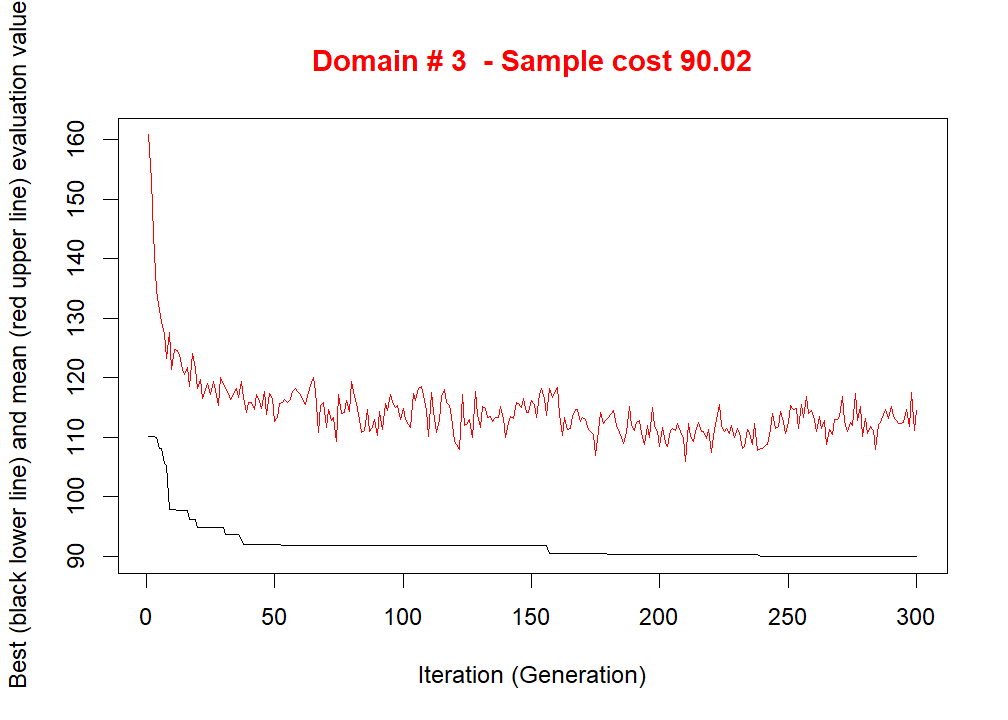 Domain # 3  - Sample cost 90.02
Best (black lower line) and mean (red upper line) evaluation value
160
150
140
130
120
110
100
90
0 50 100 150 200 250 300
Iteration (Generation)